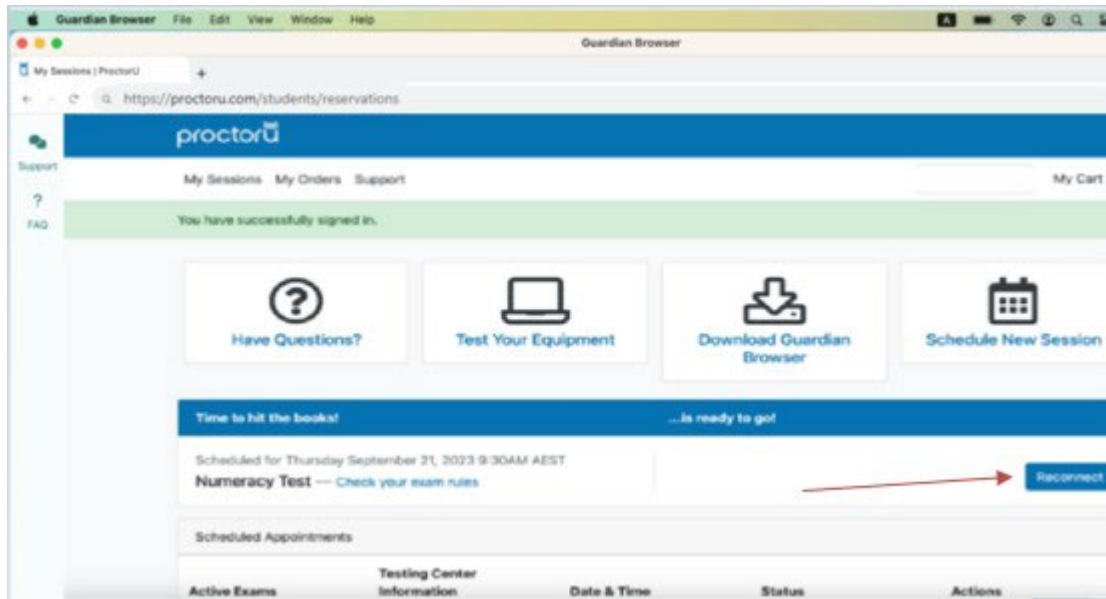 Guardian Browser File Edit View Window Help
A
Guardian Browser
My Sessions | ProctorU
https://proctoru.com/students/reservations
proctorU
Support
?
FAQ
My Sessions My Orders Support My Cart
You have successfully signed in.
?
Have Questions?
Test Your Equipment
Download Guardian
Browser
Schedule New Session
Time to hit the books! ...is ready to go!
Scheduled for Thursday September 21, 2023 9:30AM AEST
Numeracy Test — Check your exam rules
Reconnect
Scheduled Appointments
Active Exams
Testing Center
Information
Date & Time
Status
Actions